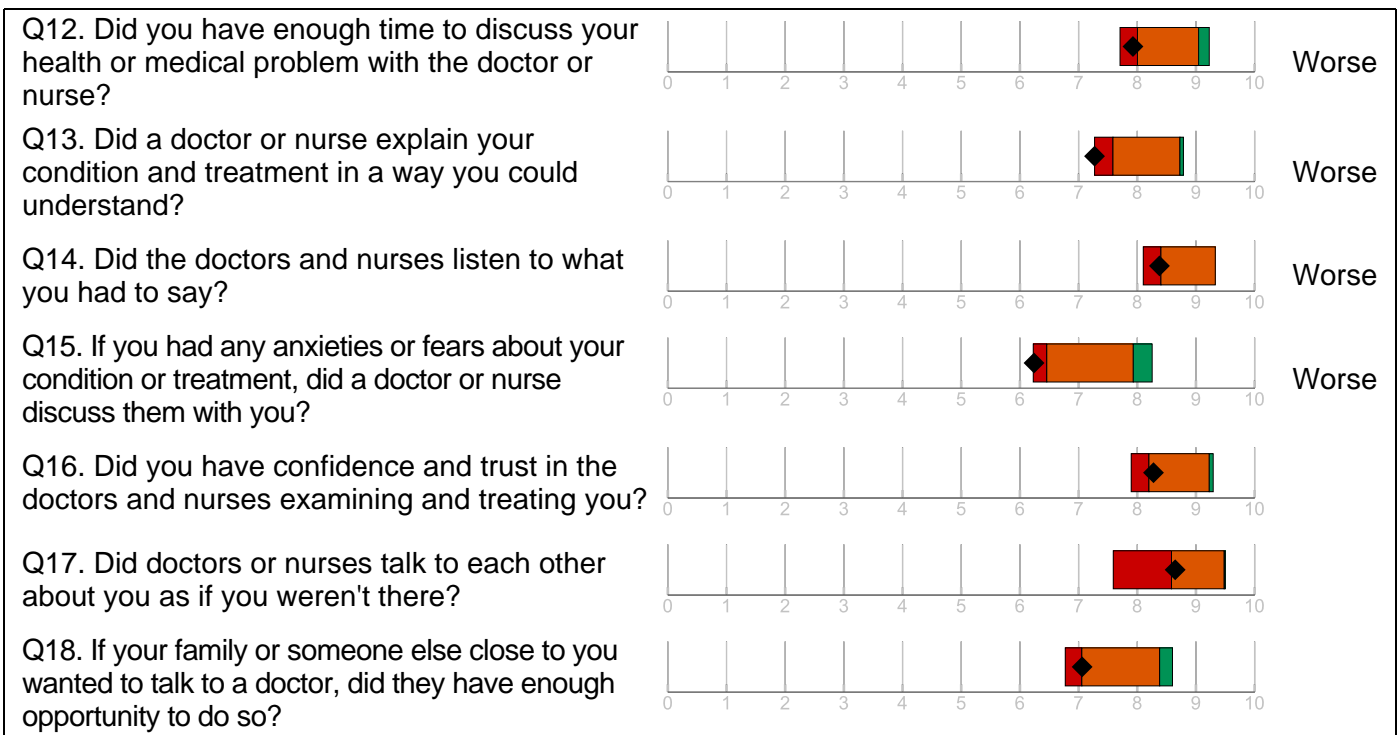 Q12. Did you have enough time to discuss your
health or medical problem with the doctor or
nurse?
0 1 2 3 4 5 6 7 8 9 10
Worse
Q13. Did a doctor or nurse explain your
condition and treatment in a way you could
understand?
0 1 2 3 4 5 6 7 8 9 10
Worse
Q14. Did the doctors and nurses listen to what
you had to say?
0 1 2 3 4 5 6 7 8 9 10
Worse
Q15. If you had any anxieties or fears about your
condition or treatment, did a doctor or nurse
discuss them with you?
0 1 2 3 4 5 6 7 8 9 10
Worse
Q16. Did you have confidence and trust in the
doctors and nurses examining and treating you?
0 1 2 3 4 5 6 7 8 9 10
Q17. Did doctors or nurses talk to each other
about you as if you weren't there?
0 1 2 3 4 5 6 7 8 9 10
Q18. If your family or someone else close to you
wanted to talk to a doctor, did they have enough
opportunity to do so?
0 1 2 3 4 5 6 7 8 9 10